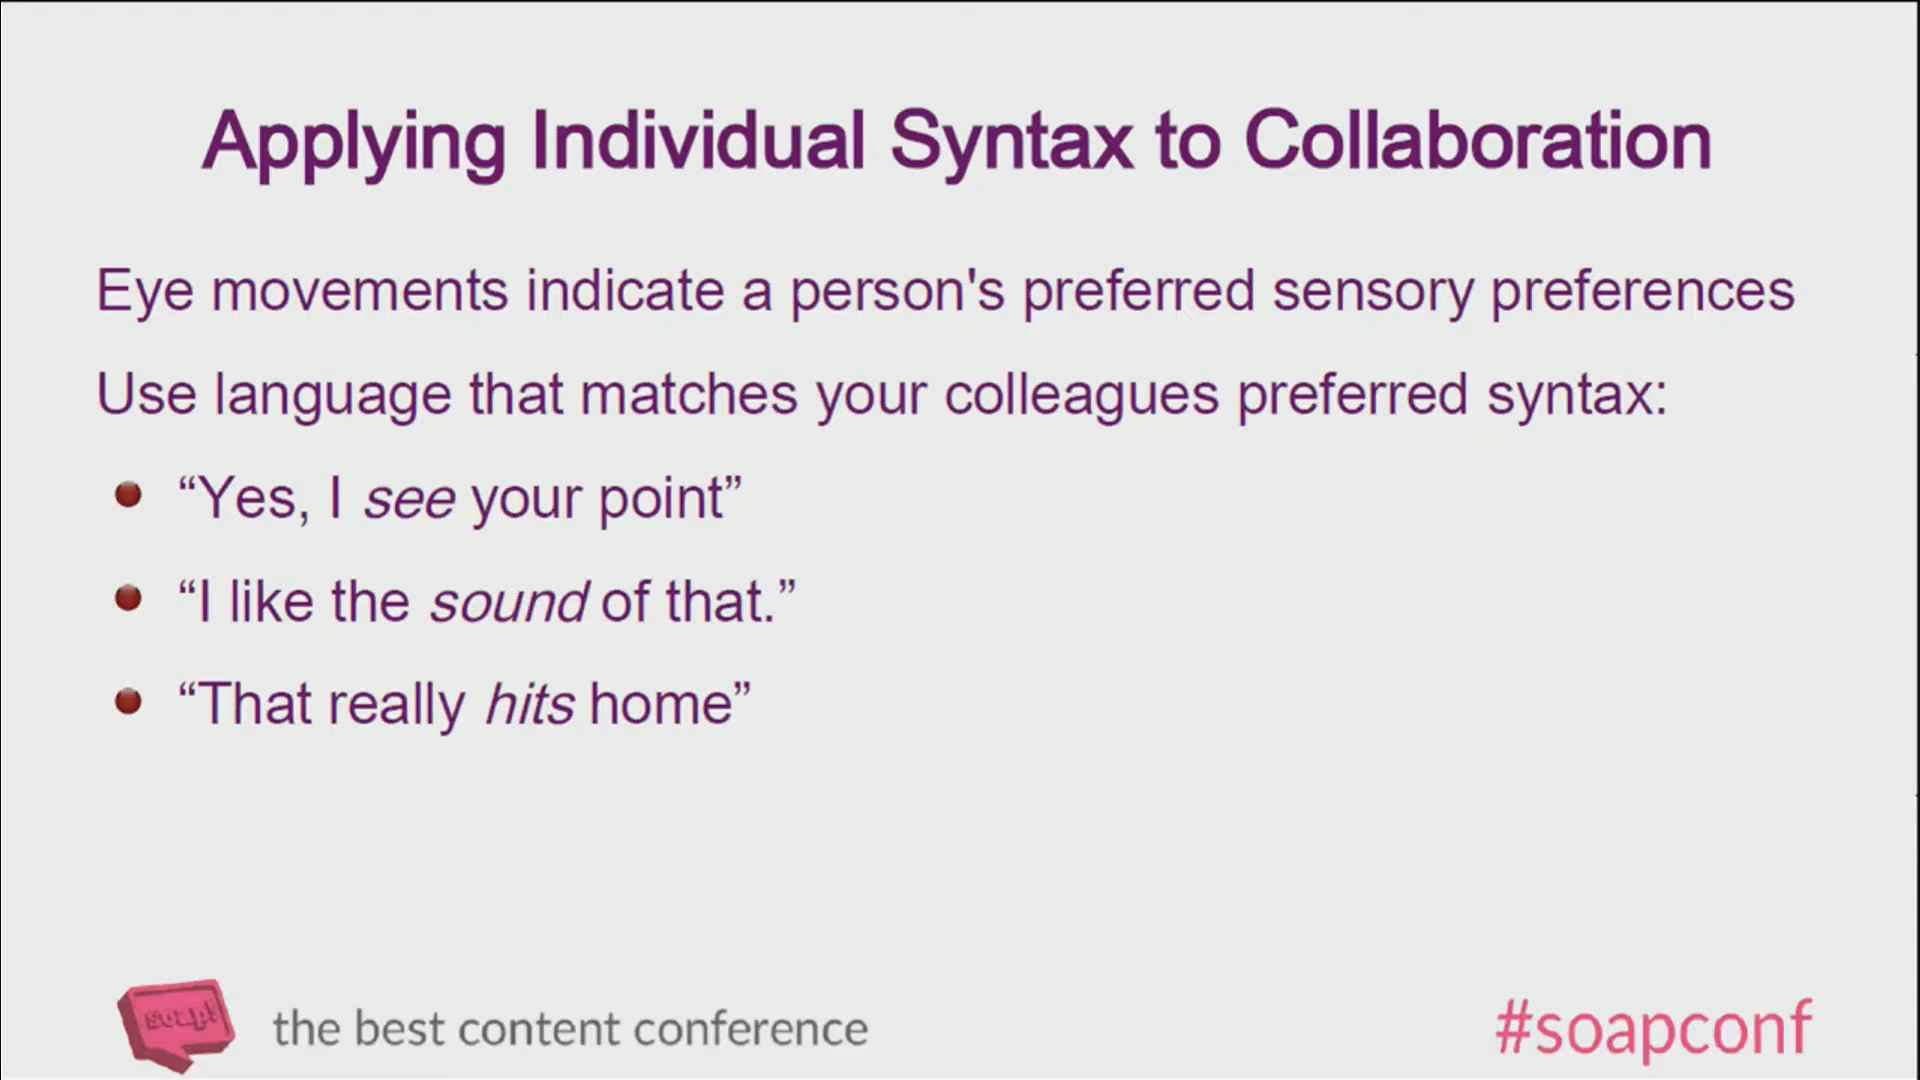 Applying Individual Syntax to Collaboration
Eye movements indicate a person's preferred sensory preferences
Use language that matches your colleagues preferred syntax:
“Yes, I see your point”
“I like the sound of that.”
“That really hits home”
soap!
the best content conference
#soapconf